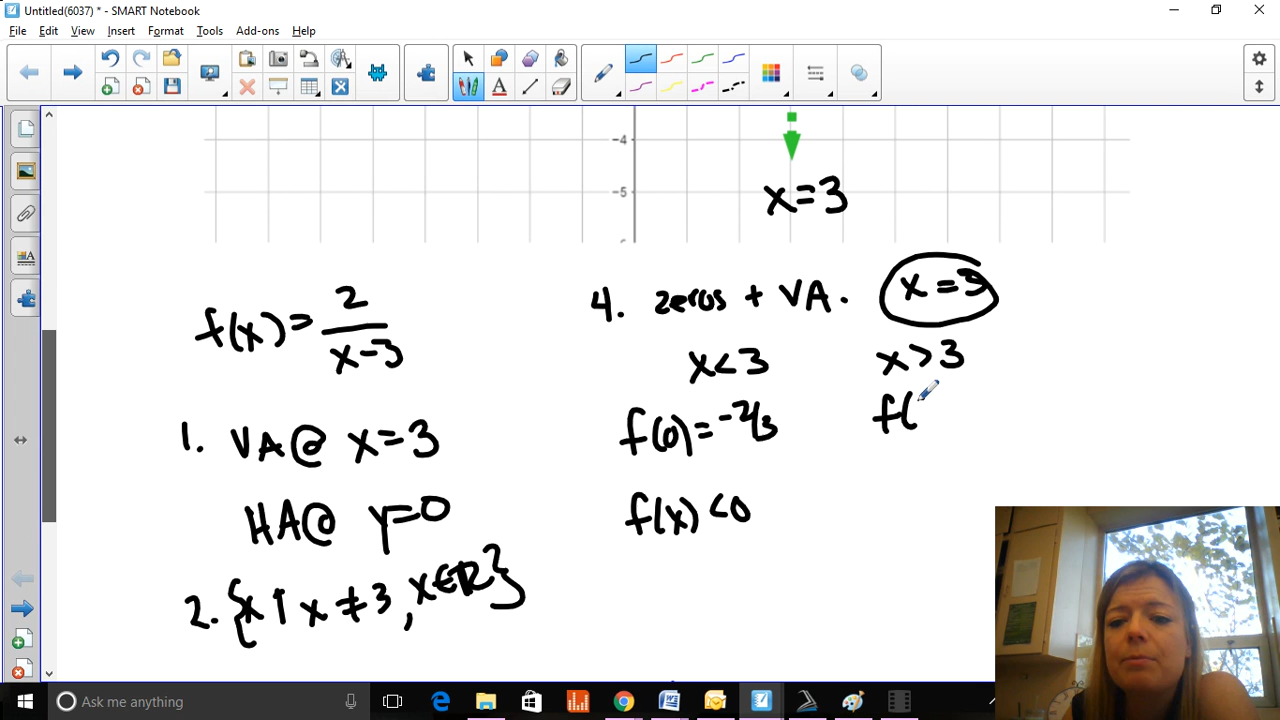 Untitled(6037) * - SMART Notebook
File Edit View Insert Format Tools Add-ons Help
-4
-5
x=3
f(x)=2/(x-3)
1. VA@ x=3
HA@ y=0
2. {x | x ≠ 3, x∈R}
4. zeros + VA. x=3
x<3 x>3
f(0)=-2/3 f(
f(x)<0
Ask me anything